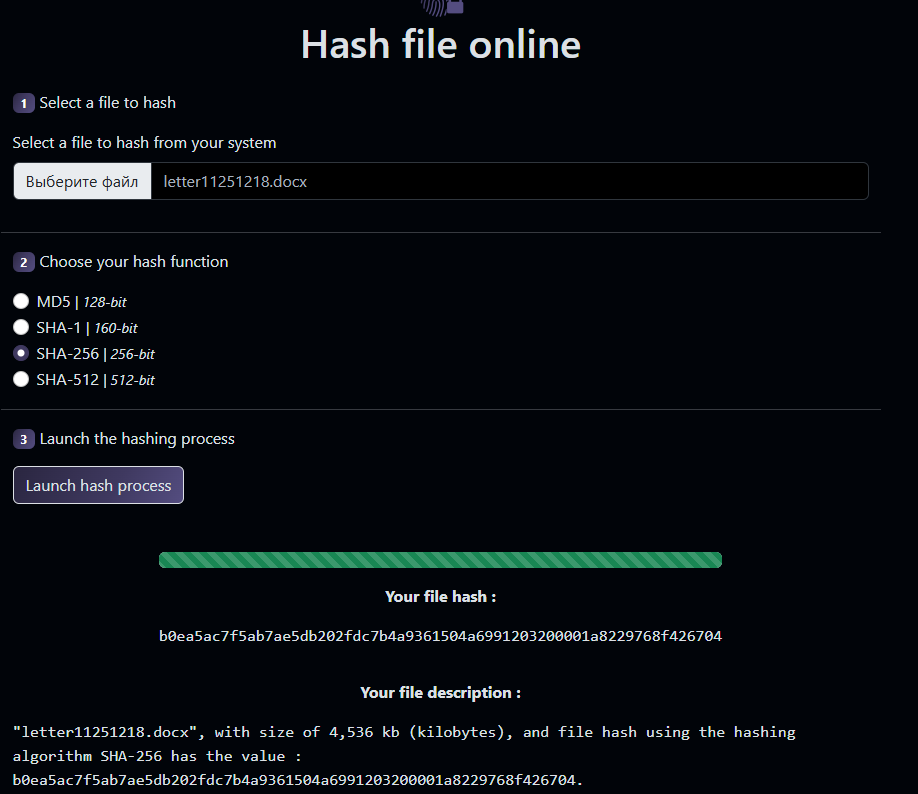 Hash file online
1 Select a file to hash
Select a file to hash from your system
Выберите файл letter11251218.docx
2 Choose your hash function
MD5 | 128-bit
SHA-1 | 160-bit
SHA-256 | 256-bit
SHA-512 | 512-bit
3 Launch the hashing process
Launch hash process
Your file hash :
b0ea5ac7f5ab7ae5db202fdc7b4a9361504a6991203200001a8229768f426704
Your file description :
"letter11251218.docx", with size of 4,536 kb (kilobytes), and file hash using the hashing
algorithm SHA-256 has the value :
b0ea5ac7f5ab7ae5db202fdc7b4a9361504a6991203200001a8229768f426704.